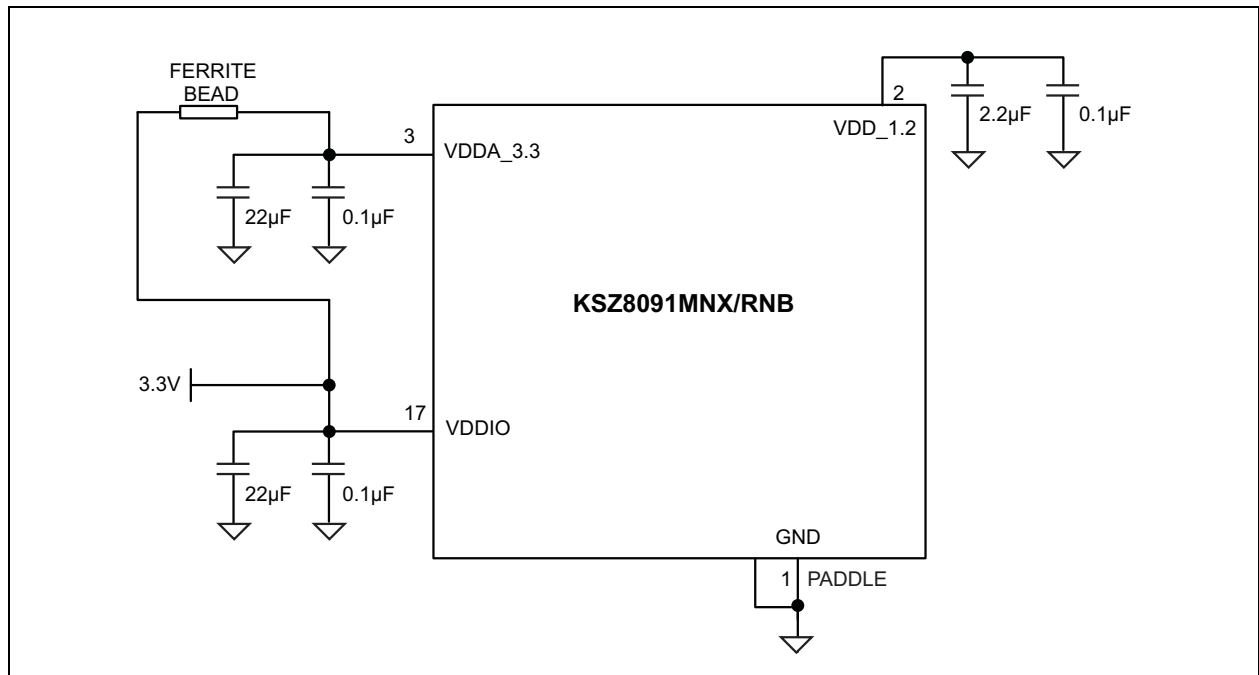 FERRITE
BEAD
2
2.2µF
0.1µF
VDD_1.2
3
VDDA_3.3
22µF
0.1µF
KSZ8091MNX/RNB
3.3V
17
VDDIO
22µF
0.1µF
GND
1
PADDLE